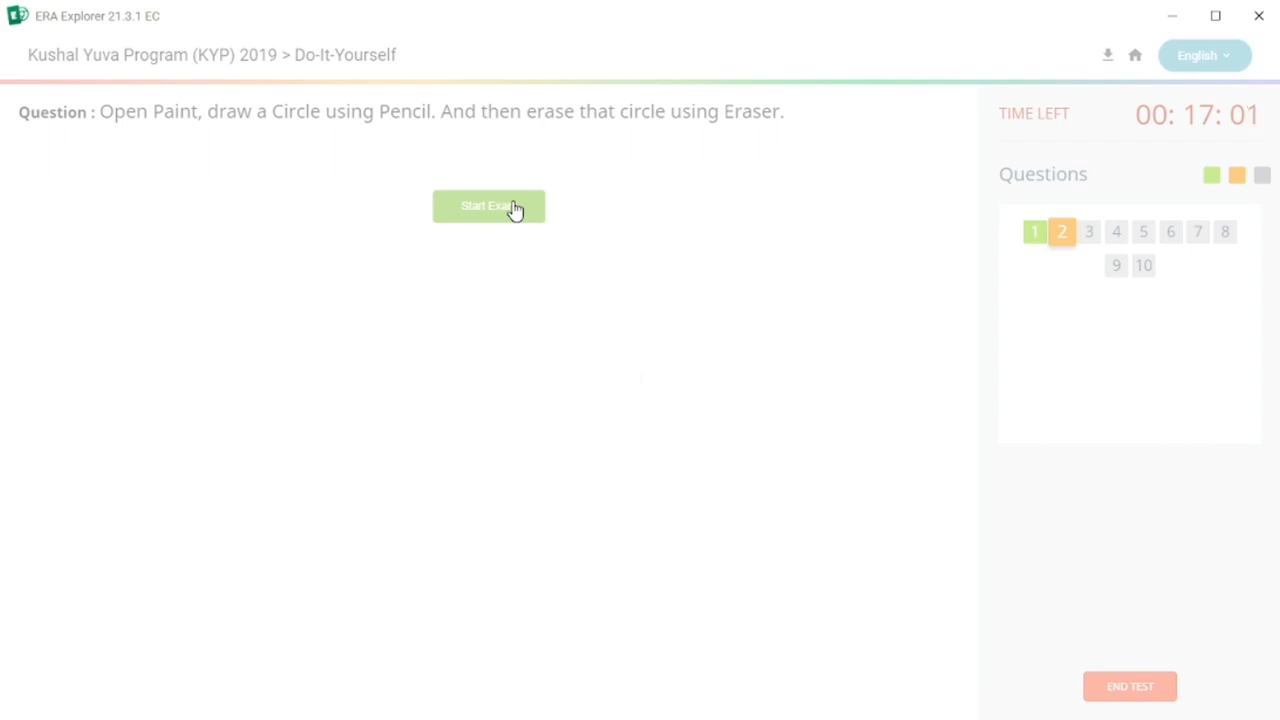 ERA Explorer 21.3.1 EC
Kushal Yuva Program (KYP) 2019 > Do-It-Yourself
English
Question : Open Paint, draw a Circle using Pencil. And then erase that circle using Eraser.
TIME LEFT
00: 17: 01
Start
Questions
1 2 3 4 5 6 7 8
9 10
END TEST